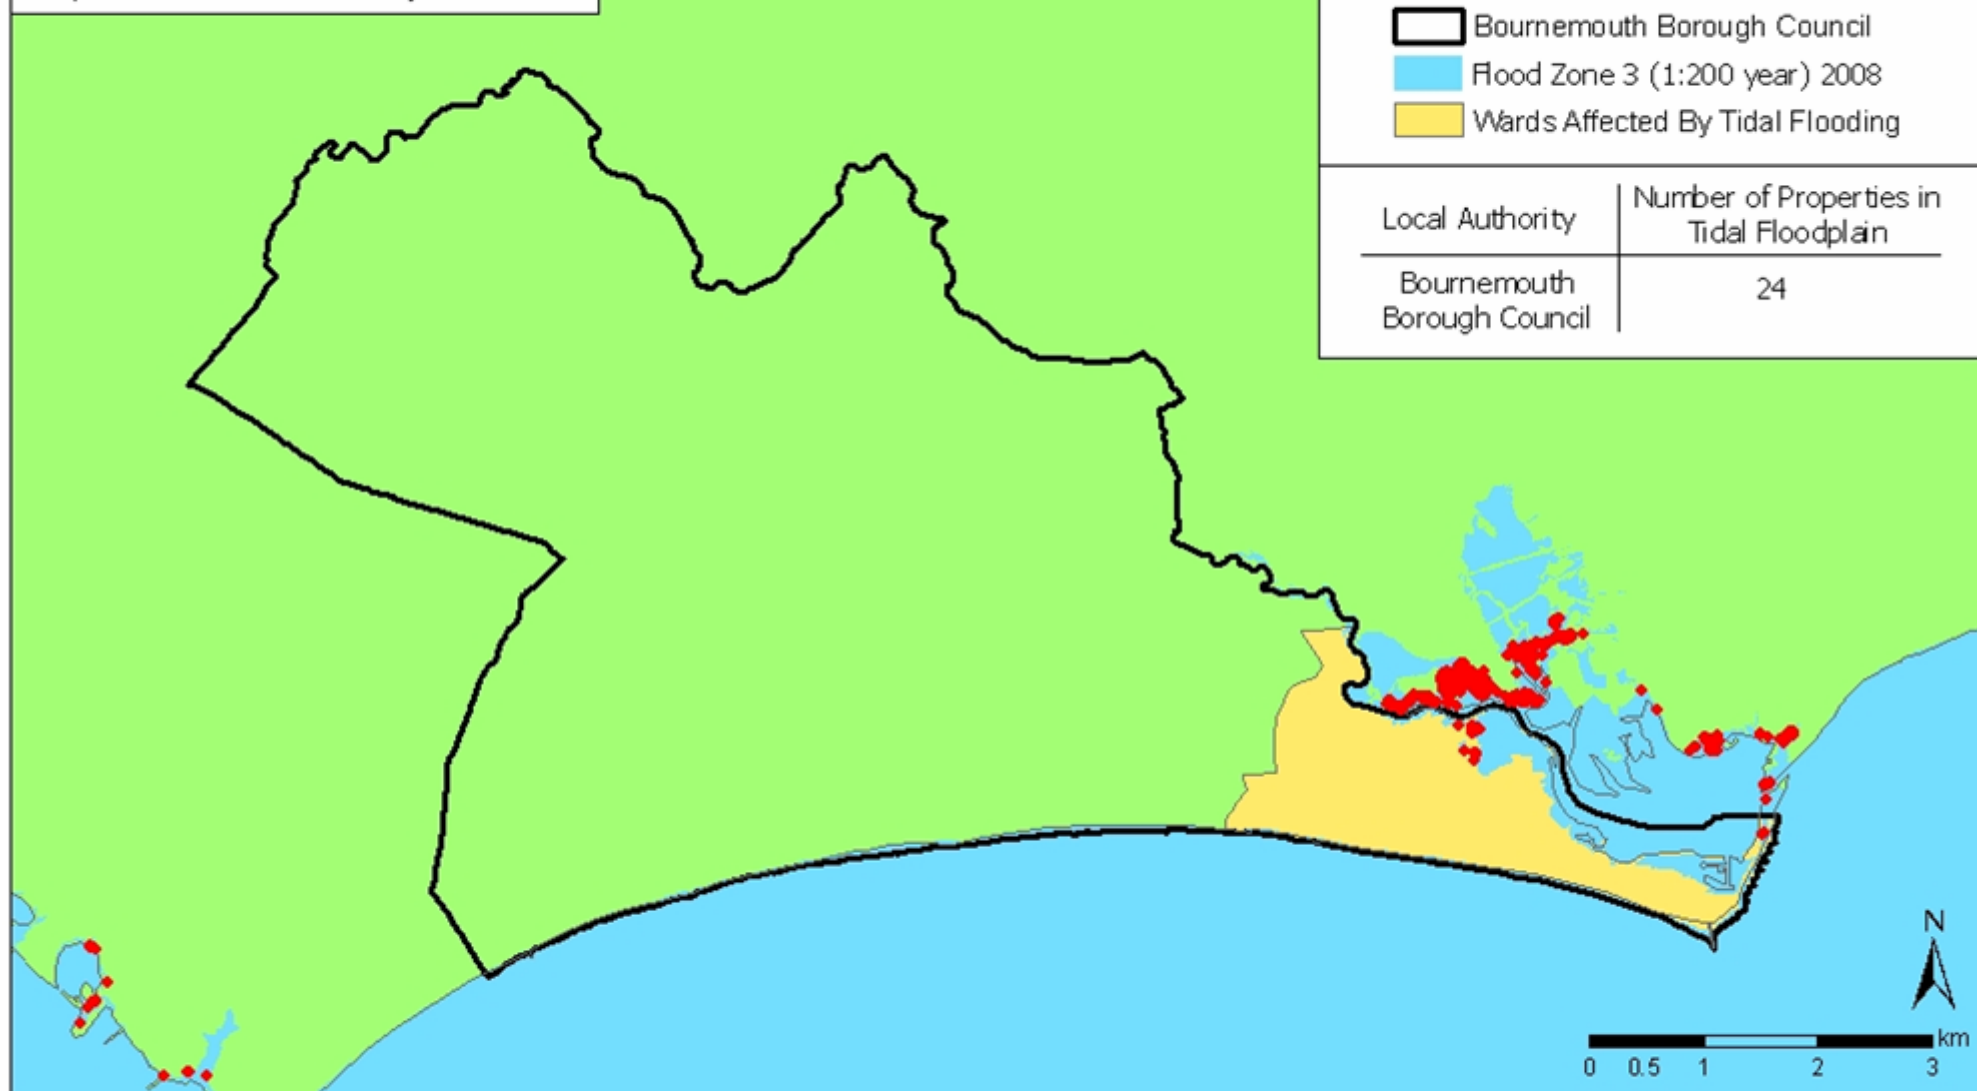 Bournemouth Borough Council
Flood Zone 3 (1:200 year) 2008
Wards Affected By Tidal Flooding
Local Authority
Number of Properties in
Tidal Floodplain
Bournemouth
Borough Council
24
N
km
0 0.5 1 2 3